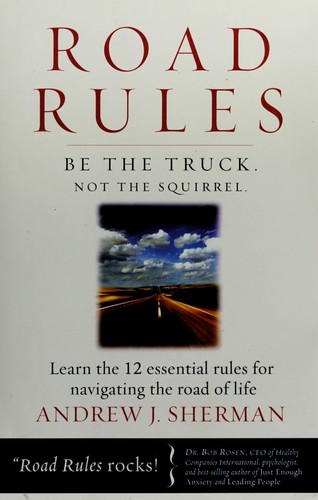 ROAD
RULES
BE THE TRUCK.
NOT THE SQUIRREL.
Learn the 12 essential rules for
navigating the road of life
ANDREW J. SHERMAN
"Road Rules rocks!
DR. BOB ROSEN, CEO of Healthy
Companies International, psychologist,
and best-selling author of Just Enough
Anxiety and Leading People